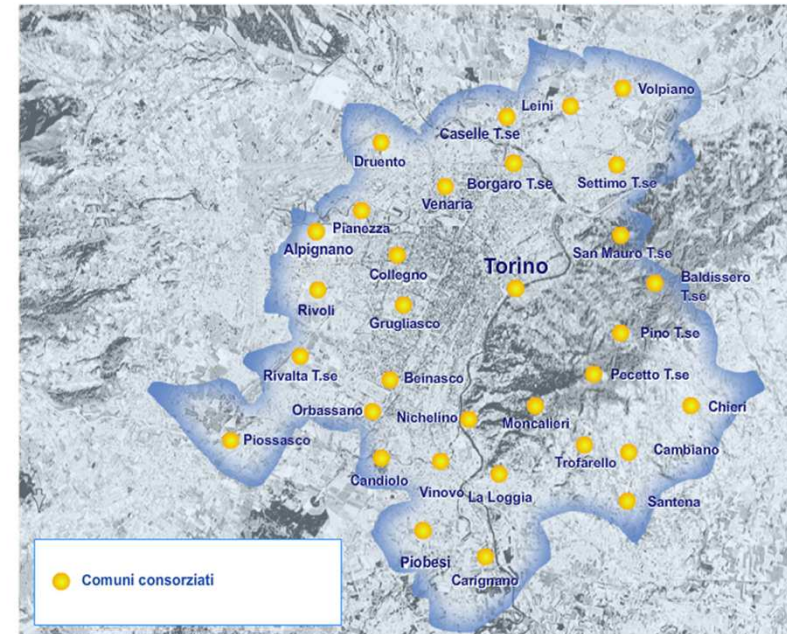 Volpiano
Leini
Caselle T.se
Druento
Borgaro T.se
Settimo T.se
Venaria
Pianezza
Alpignano
San Mauro T.se
Collegno
Torino
Baldissero
T.se
Rivoli
Grugliasco
Pino T.se
Rivalta T.se
Beinasco
Pecetto T.se
Orbassano
Nichelino
Moncalieri
Chieri
Piossasco
Trofarello
Cambiano
Candiolo
Vinovo
La Loggia
Santena
Piobesi
Carignano
Comuni consorziati